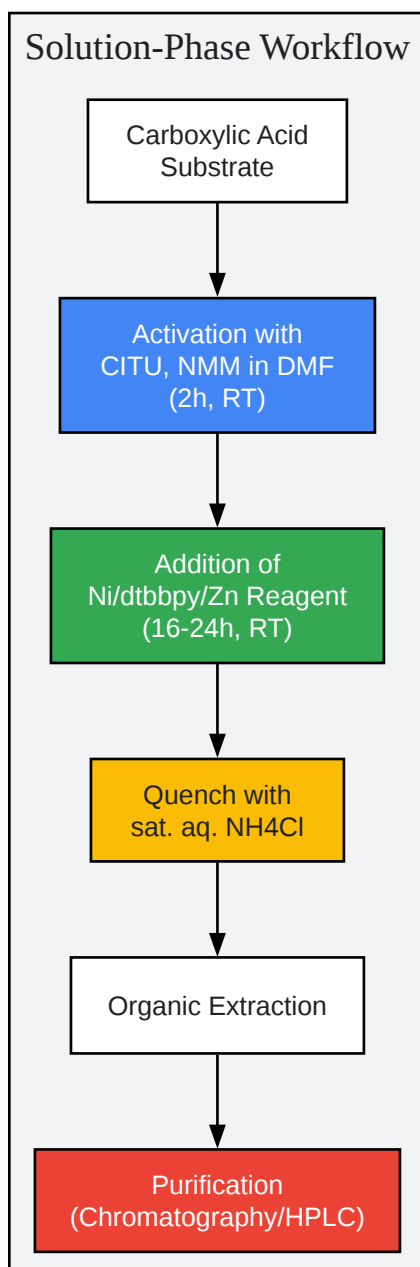 Solution-Phase Workflow
Carboxylic Acid
Substrate
Activation with
CITU, NMM in DMF
(2h, RT)
Addition of
Ni/dtbbpy/Zn Reagent
(16-24h, RT)
Quench with
sat. aq. NH4Cl
Organic Extraction
Purification
(Chromatography/HPLC)